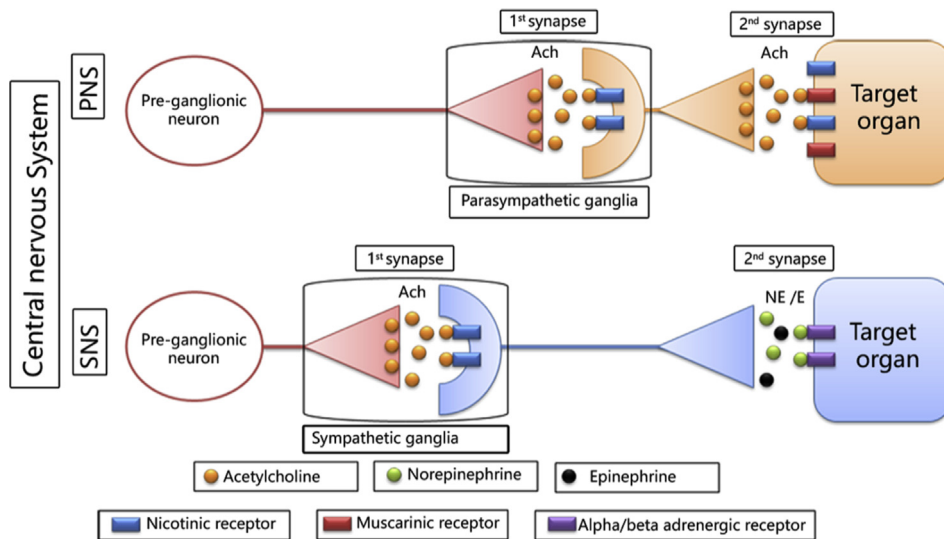 Central nervous System
PNS
Pre-ganglionic
neuron
1st synapse
Ach
Parasympathetic ganglia
2nd synapse
Ach
Target
organ
SNS
Pre-ganglionic
neuron
1st synapse
Ach
Sympathetic ganglia
2nd synapse
NE /E
Target
organ
Acetylcholine
Norepinephrine
Epinephrine
Nicotinic receptor
Muscarinic receptor
Alpha/beta adrenergic receptor